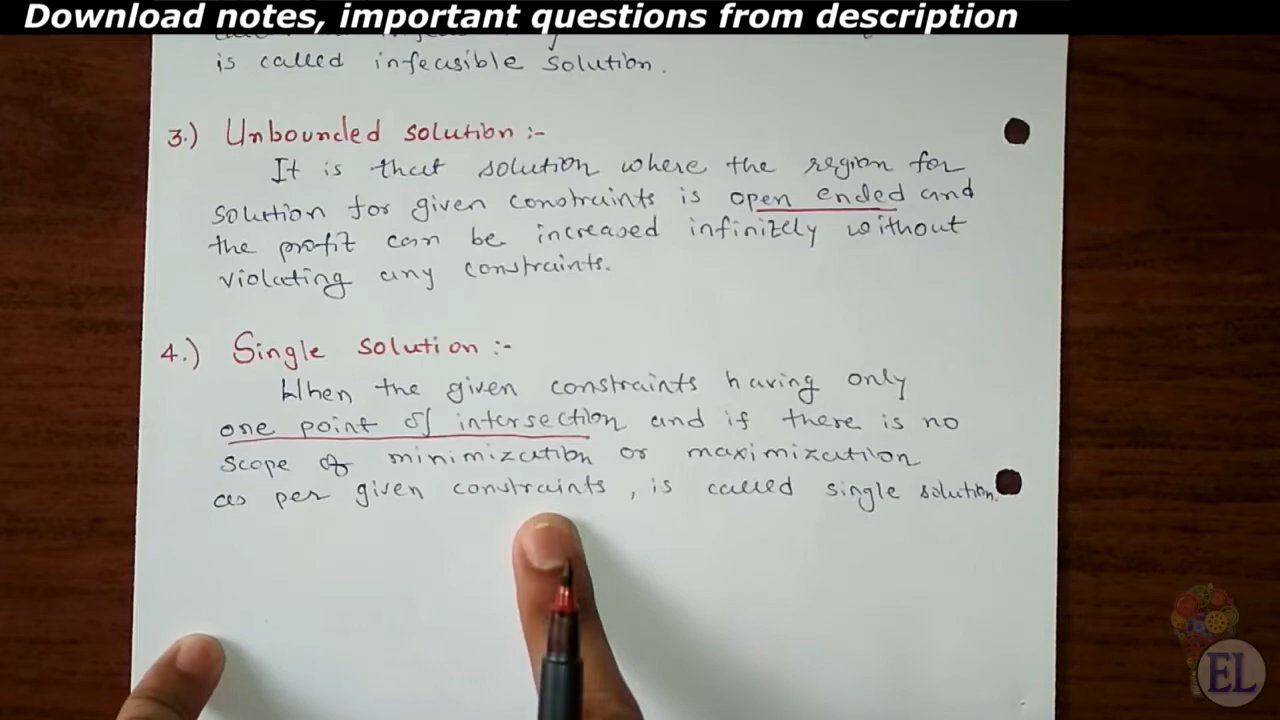 Download notes, important questions from description
is called infeasible solution.
3.) Unbounded solution :-
It is that solution where the region for
solution for given constraints is open ended and
the profit can be increased infinitely without
violating any constraints.
4.) Single solution :-
When the given constraints having only
one point of intersection and if there is no
scope of minimization or maximization
as per given constraints, is called single solution.
EL